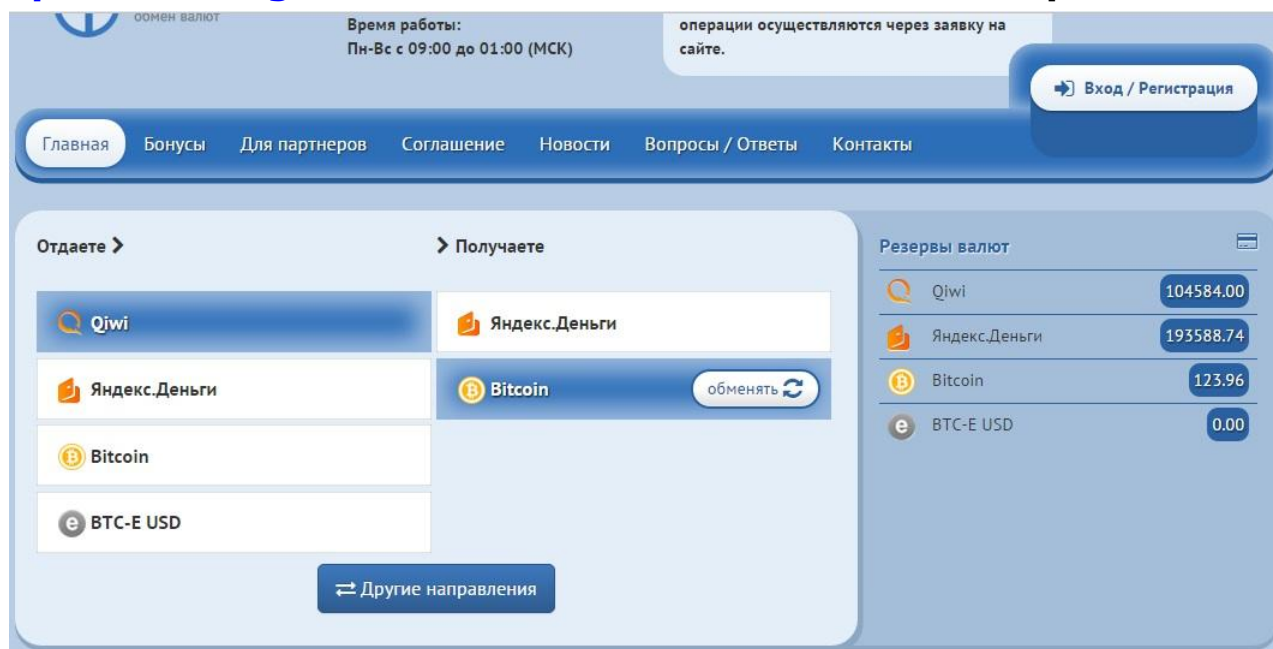 обмен валют
Время работы:
Пн-Вс с 09:00 до 01:00 (МСК)
операции осуществляются через заявку на
сайте.
Вход / Регистрация
Главная Бонусы Для партнеров Соглашение Новости Вопросы / Ответы Контакты
Отдаете
Получаете
Qiwi
Яндекс.Деньги
Bitcoin
BTC-E USD
Яндекс.Деньги
Bitcoin обменять
Другие направления
Резервы валют
Qiwi 104584.00
Яндекс.Деньги 193588.74
Bitcoin 123.96
BTC-E USD 0.00